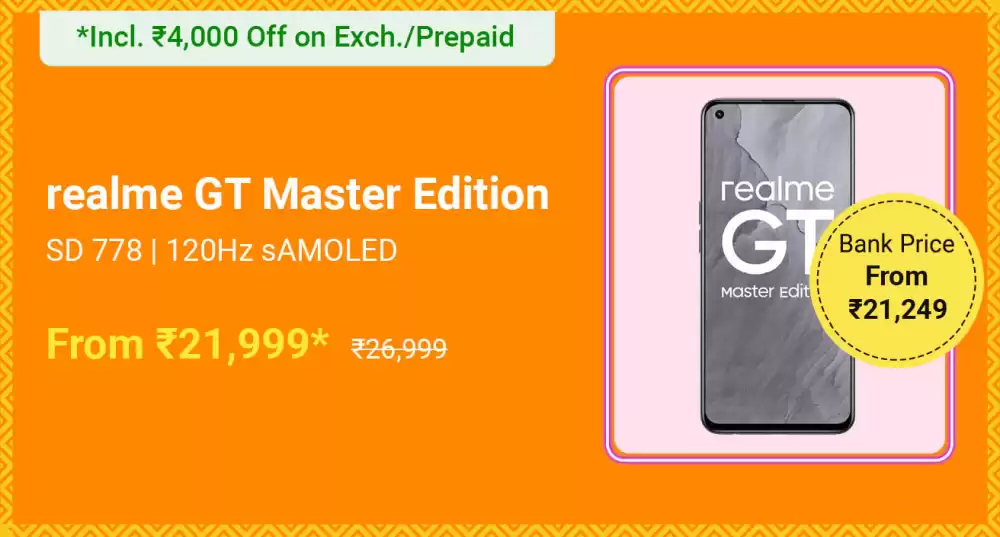 *Incl. ₹4,000 Off on Exch./Prepaid
realme GT Master Edition
SD 778 | 120Hz sAMOLED
From ₹21,999* ₹26,999
realme
GT
Master Edit
Bank Price
From
₹21,249